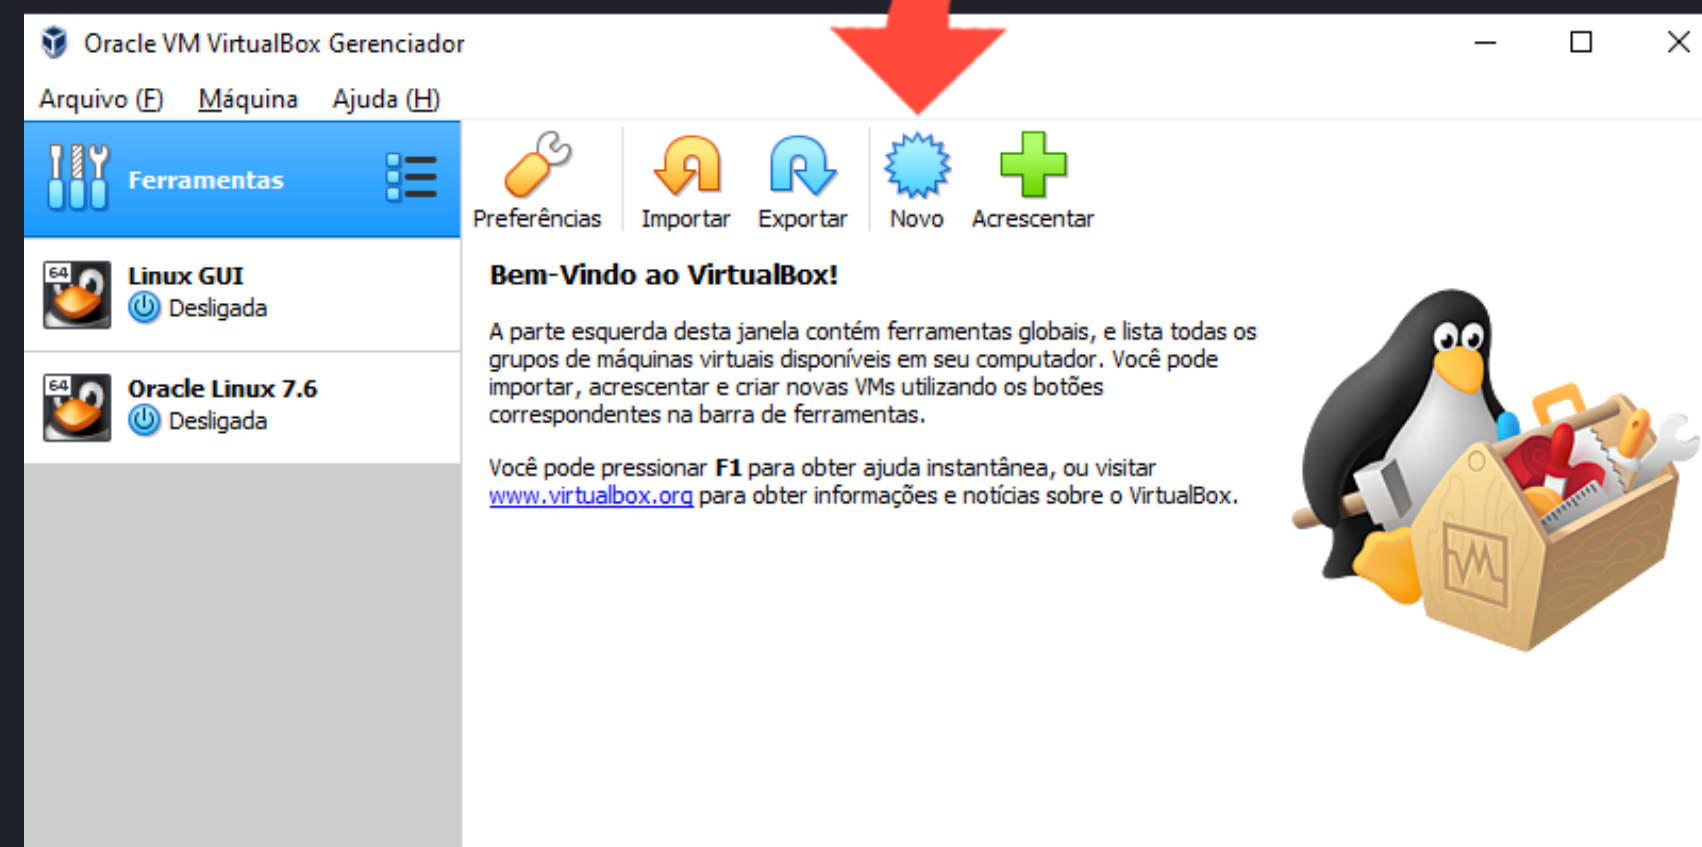 Oracle VM VirtualBox Gerenciador
Arquivo (F) Máquina Ajuda (H)
Ferramentas
Preferências Importar Exportar Novo Acrescentar
64 Linux GUI
Desligada
64 Oracle Linux 7.6
Desligada
Bem-Vindo ao VirtualBox!
A parte esquerda desta janela contém ferramentas globais, e lista todas os
grupos de máquinas virtuais disponíveis em seu computador. Você pode
importar, acrescentar e criar novas VMs utilizando os botões
correspondentes na barra de ferramentas.
Você pode pressionar F1 para obter ajuda instantânea, ou visitar
www.virtualbox.org para obter informações e notícias sobre o VirtualBox.